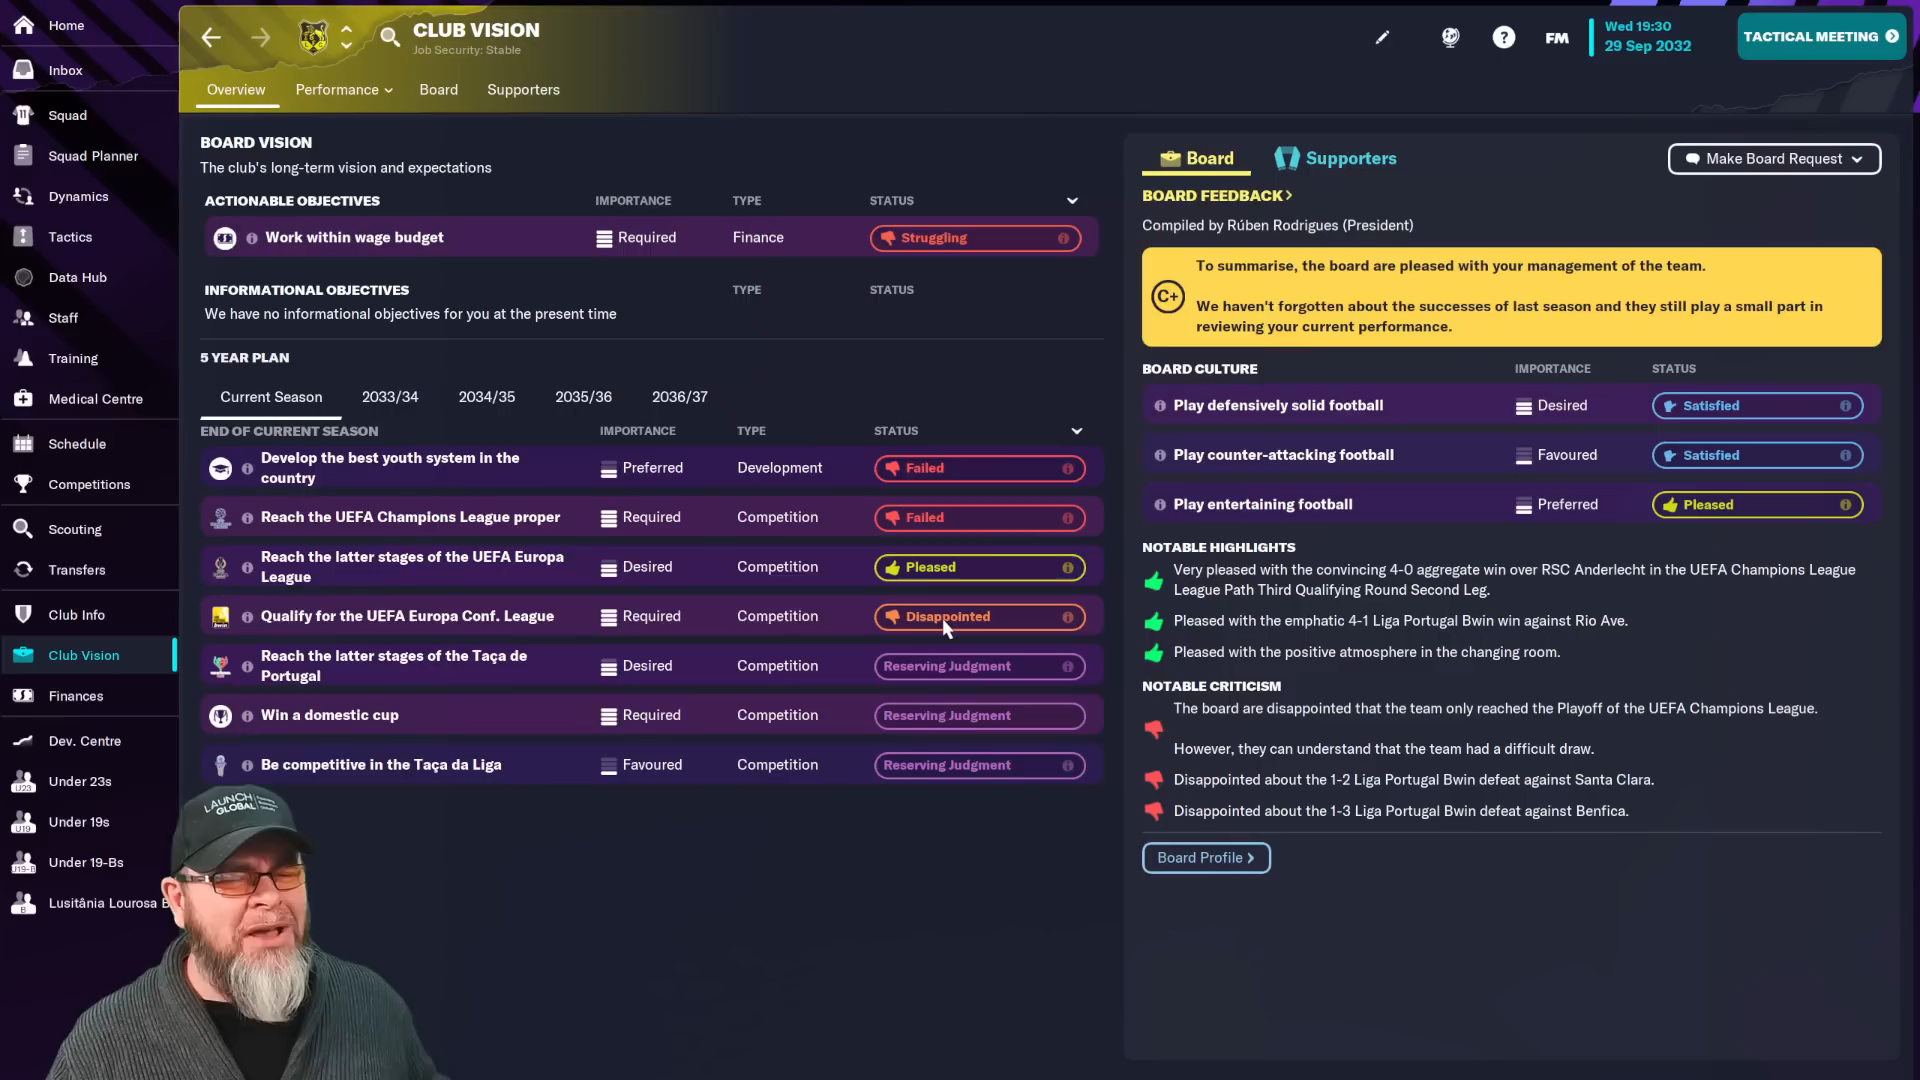 Home
Inbox
Squad
Squad Planner
Dynamics
Tactics
Data Hub
Staff
Training
Medical Centre
Schedule
Competitions
Scouting
Transfers
Club Info
Club Vision
Finances
Dev. Centre
U23 Under 23s
U19 Under 19s
U19-B Under 19-Bs
B Lusitânia Lourosa B
CLUB VISION
Job Security: Stable
FM
Wed 19:30
29 Sep 2032
TACTICAL MEETING
Overview Performance Board Supporters
BOARD VISION
The club's long-term vision and expectations
ACTIONABLE OBJECTIVES IMPORTANCE TYPE STATUS
Work within wage budget Required Finance Struggling
INFORMATIONAL OBJECTIVES TYPE STATUS
We have no informational objectives for you at the present time
5 YEAR PLAN
Current Season 2033/34 2034/35 2035/36 2036/37
END OF CURRENT SEASON IMPORTANCE TYPE STATUS
Develop the best youth system in the
country Preferred Development Failed
Reach the UEFA Champions League proper Required Competition Failed
Reach the latter stages of the UEFA Europa
League Desired Competition Pleased
Qualify for the UEFA Europa Conf. League Required Competition Disappointed
Reach the latter stages of the Taça de
Portugal Desired Competition Reserving Judgment
Win a domestic cup Required Competition Reserving Judgment
Be competitive in the Taça da Liga Favoured Competition Reserving Judgment
Board Supporters
Make Board Request
BOARD FEEDBACK>
Compiled by Rúben Rodrigues (President)
C+
To summarise, the board are pleased with your management of the team.
We haven't forgotten about the successes of last season and they still play a small part in
reviewing your current performance.
BOARD CULTURE IMPORTANCE STATUS
Play defensively solid football Desired Satisfied
Play counter-attacking football Favoured Satisfied
Play entertaining football Preferred Pleased
NOTABLE HIGHLIGHTS
Very pleased with the convincing 4-0 aggregate win over RSC Anderlecht in the UEFA Champions League
League Path Third Qualifying Round Second Leg.
Pleased with the emphatic 4-1 Liga Portugal Bwin win against Rio Ave.
Pleased with the positive atmosphere in the changing room.
NOTABLE CRITICISM
The board are disappointed that the team only reached the Playoff of the UEFA Champions League.
However, they can understand that the team had a difficult draw.
Disappointed about the 1-2 Liga Portugal Bwin defeat against Santa Clara.
Disappointed about the 1-3 Liga Portugal Bwin defeat against Benfica.
Board Profile >
LAUNCH
GLOBAL